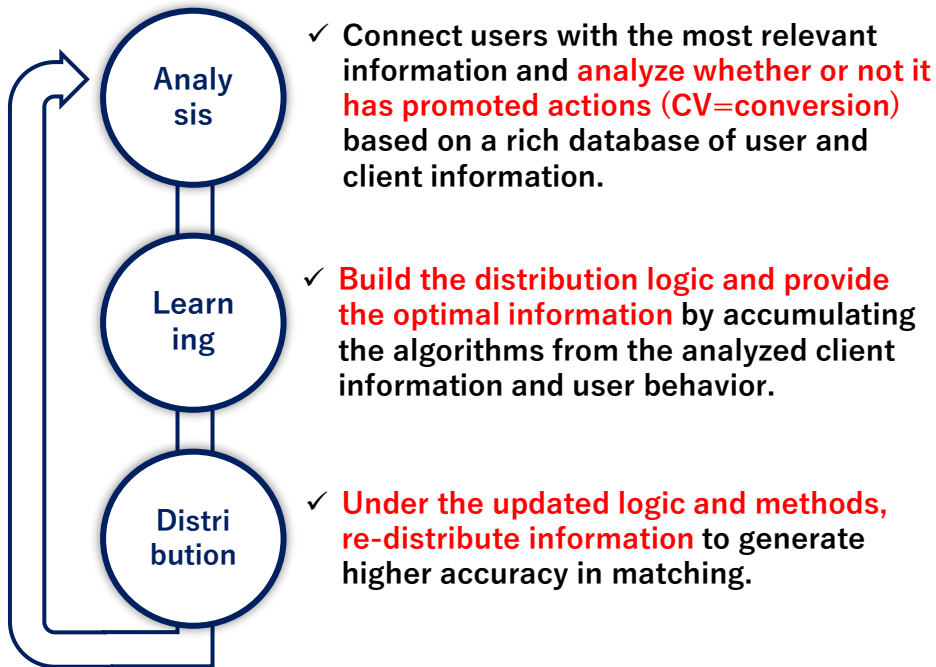 Analy
sis
✓ Connect users with the most relevant
information and analyze whether or not it
has promoted actions (CV=conversion)
based on a rich database of user and
client information.
Learn
ing
✓ Build the distribution logic and provide
the optimal information by accumulating
the algorithms from the analyzed client
information and user behavior.
Distri
bution
✓ Under the updated logic and methods,
re-distribute information to generate
higher accuracy in matching.